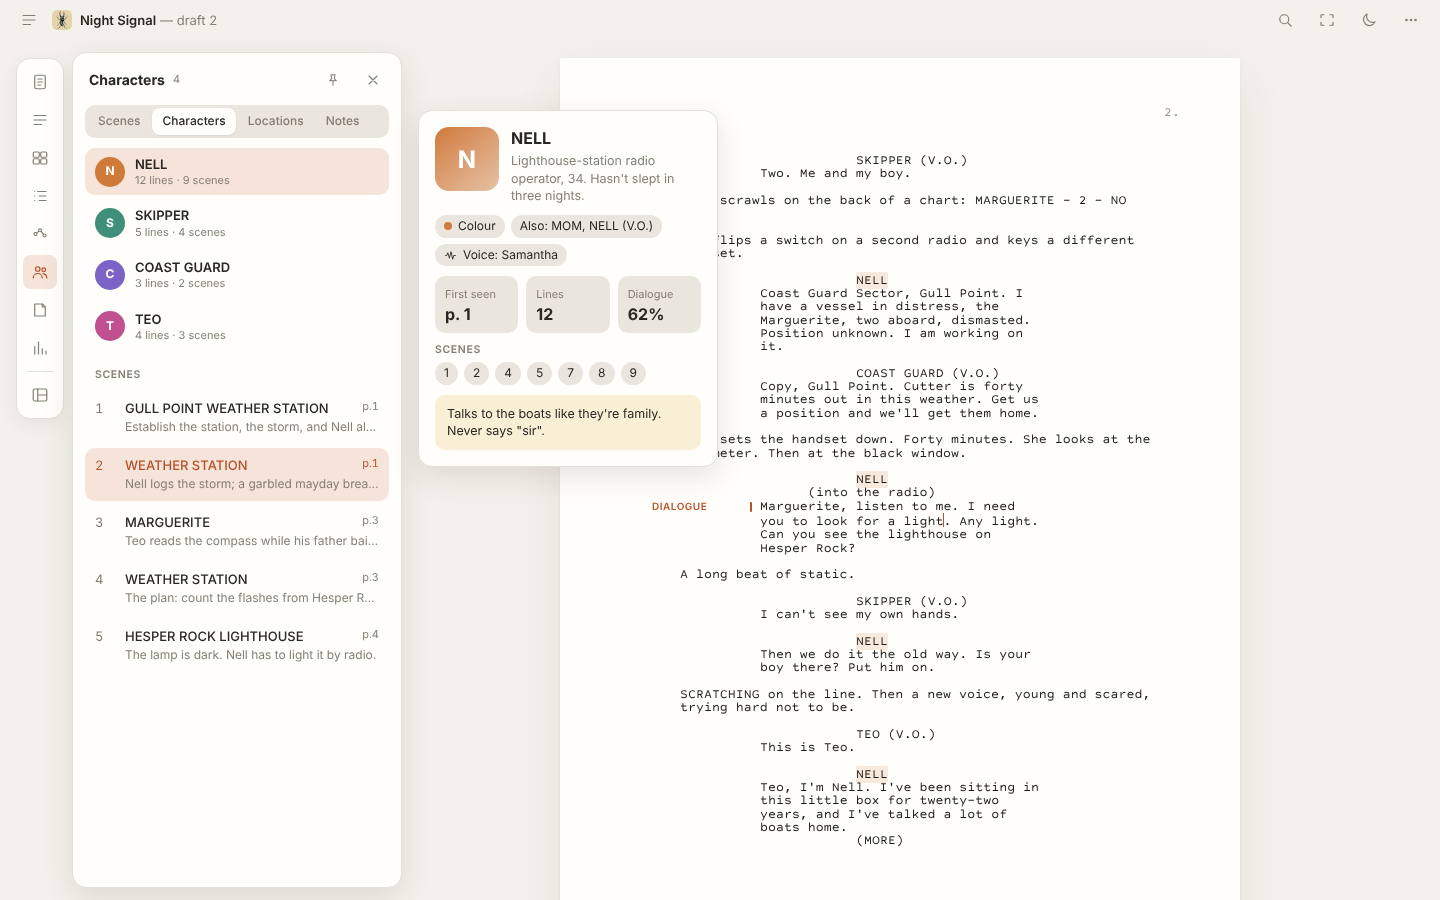 Night Signal — draft 2
Characters 4
Scenes Characters Locations Notes
N NELL
12 lines · 9 scenes
S SKIPPER
5 lines · 4 scenes
C COAST GUARD
3 lines · 2 scenes
T TEO
4 lines · 3 scenes
SCENES
1 GULL POINT WEATHER STATION p.1
Establish the station, the storm, and Nell al...
2 WEATHER STATION p.1
Nell logs the storm; a garbled mayday brea...
3 MARGUERITE p.3
Teo reads the compass while his father bai...
4 WEATHER STATION p.3
The plan: count the flashes from Hesper R...
5 HESPER ROCK LIGHTHOUSE p.4
The lamp is dark. Nell has to light it by radio.
N NELL
Lighthouse-station radio
operator, 34. Hasn't slept in
three nights.
Colour Also: MOM, NELL (V.O.)
Voice: Samantha
First seen Lines Dialogue
p. 1 12 62%
SCENES
1 2 4 5 7 8 9
Talks to the boats like they're family.
Never says "sir".
2.
SKIPPER (V.O.)
Two. Me and my boy.
scrawls on the back of a chart: MARGUERITE - 2 - NO
flips a switch on a second radio and keys a different
set.
NELL
Coast Guard Sector, Gull Point. I
have a vessel in distress, the
Marguerite, two aboard, dismasted.
Position unknown. I am working on
it.
COAST GUARD (V.O.)
Copy, Gull Point. Cutter is forty
minutes out in this weather. Get us
a position and we'll get them home.
sets the handset down. Forty minutes. She looks at the
meter. Then at the black window.
NELL
(into the radio)
DIALOGUE Marguerite, listen to me. I need
you to look for a light. Any light.
Can you see the lighthouse on
Hesper Rock?
A long beat of static.
SKIPPER (V.O.)
I can't see my own hands.
NELL
Then we do it the old way. Is your
boy there? Put him on.
SCRATCHING on the line. Then a new voice, young and scared,
trying hard not to be.
TEO (V.O.)
This is Teo.
NELL
Teo, I'm Nell. I've been sitting in
this little box for twenty-two
years, and I've talked a lot of
boats home.
(MORE)